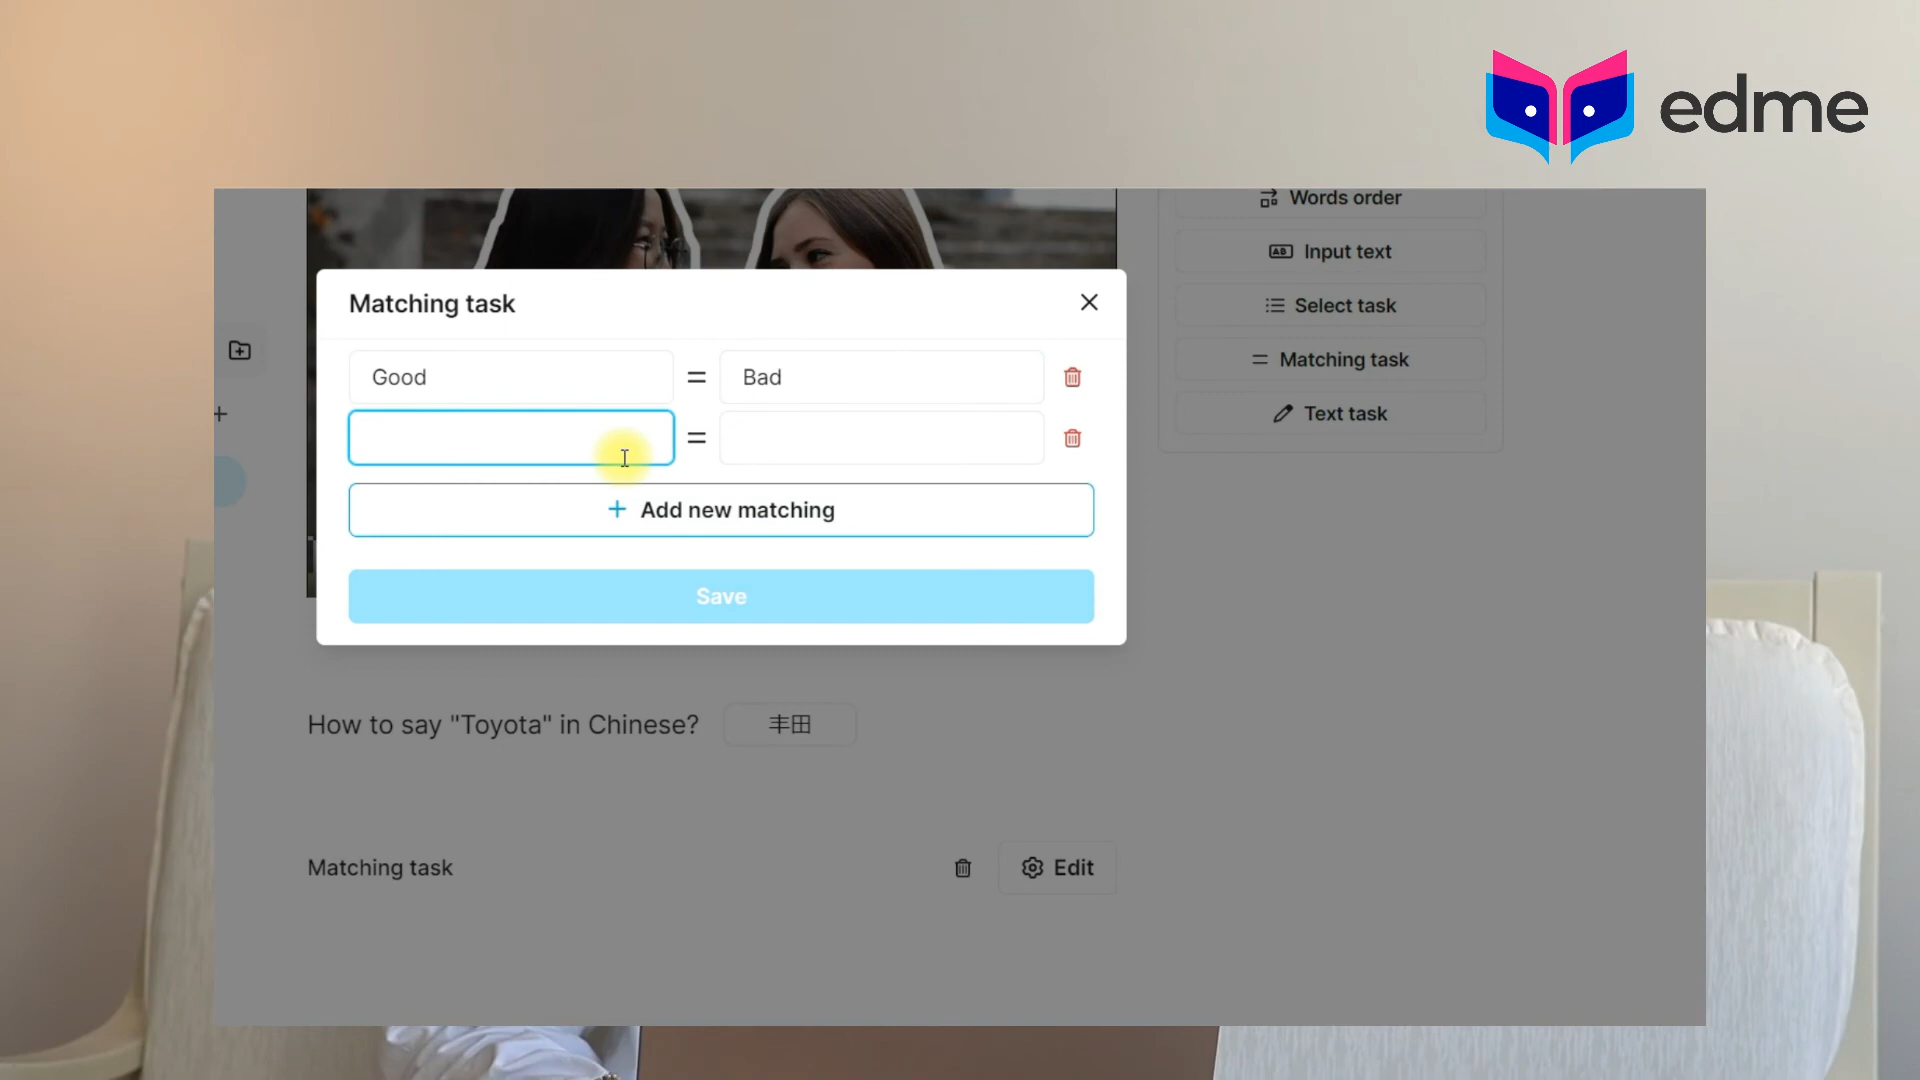 edme
Words order
Input text
Select task
Matching task
Text task
Matching task
Good = Bad
=
+ Add new matching
Save
How to say "Toyota" in Chinese? 丰田
Matching task
Edit